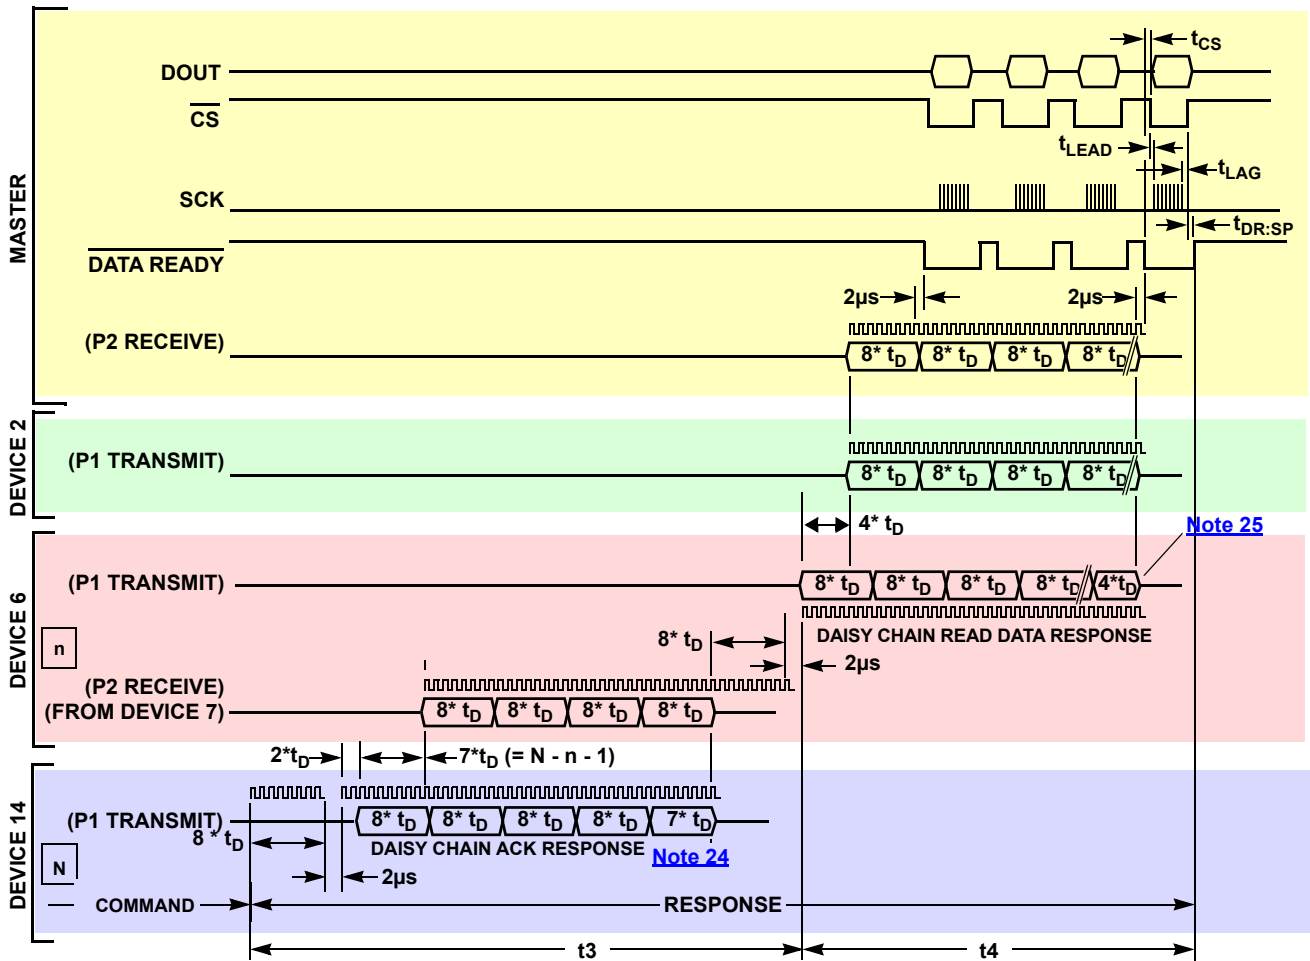 MASTER
DOUT
tCS
CS
tLEAD
tLAG
SCK
tDR:SP
DATA READY
2µs
2µs
(P2 RECEIVE)
8* tD 8* tD 8* tD 8* tD
DEVICE 2
(P1 TRANSMIT)
8* tD 8* tD 8* tD 8* tD
4* tD
Note 25
DEVICE 6
n
(P1 TRANSMIT)
8* tD 8* tD 8* tD 8* tD 4*tD
DAISY CHAIN READ DATA RESPONSE
8* tD
2µs
(P2 RECEIVE)
(FROM DEVICE 7)
8* tD 8* tD 8* tD 8* tD
2*tD
7*tD (= N - n - 1)
DEVICE 14
N
(P1 TRANSMIT)
8* tD 8* tD 8* tD 8* tD 7* tD
8 * tD
DAISY CHAIN ACK RESPONSE
Note 24
2µs
COMMAND
RESPONSE
t3
t4